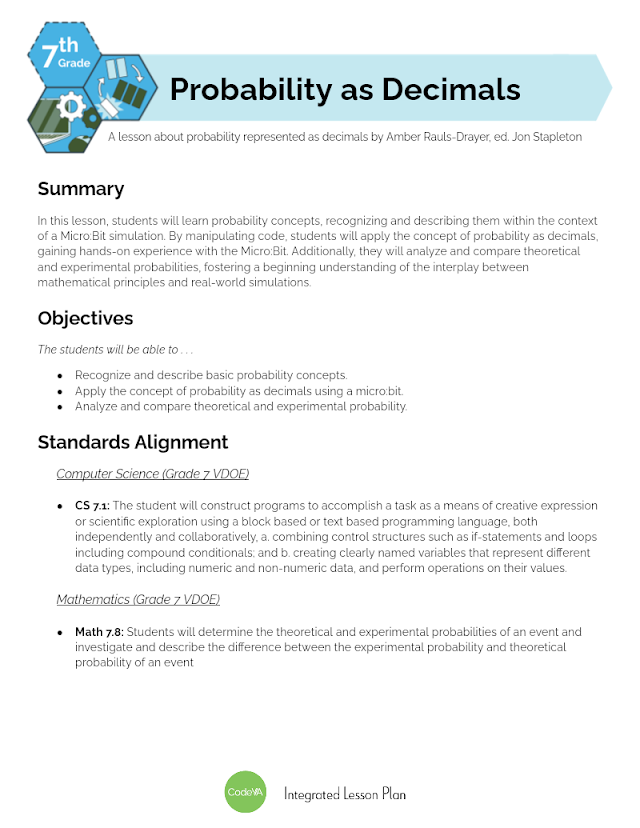 7th
Grade
Probability as Decimals
A lesson about probability represented as decimals by Amber Rauls-Drayer, ed. Jon Stapleton
Summary
In this lesson, students will learn probability concepts, recognizing and describing them within the context
of a Micro:Bit simulation. By manipulating code, students will apply the concept of probability as decimals,
gaining hands-on experience with the Micro:Bit. Additionally, they will analyze and compare theoretical
and experimental probabilities, fostering a beginning understanding of the interplay between
mathematical principles and real-world simulations.
Objectives
The students will be able to . . .
● Recognize and describe basic probability concepts.
● Apply the concept of probability as decimals using a micro:bit.
● Analyze and compare theoretical and experimental probability.
Standards Alignment
Computer Science (Grade 7 VDOE)
● CS 7.1: The student will construct programs to accomplish a task as a means of creative expression
or scientific exploration using a block based or text based programming language, both
independently and collaboratively, a. combining control structures such as if-statements and loops
including compound conditionals; and b. creating clearly named variables that represent different
data types, including numeric and non-numeric data, and perform operations on their values.
Mathematics (Grade 7 VDOE)
● Math 7.8: Students will determine the theoretical and experimental probabilities of an event and
investigate and describe the difference between the experimental probability and theoretical
probability of an event
CodeVA
Integrated Lesson Plan